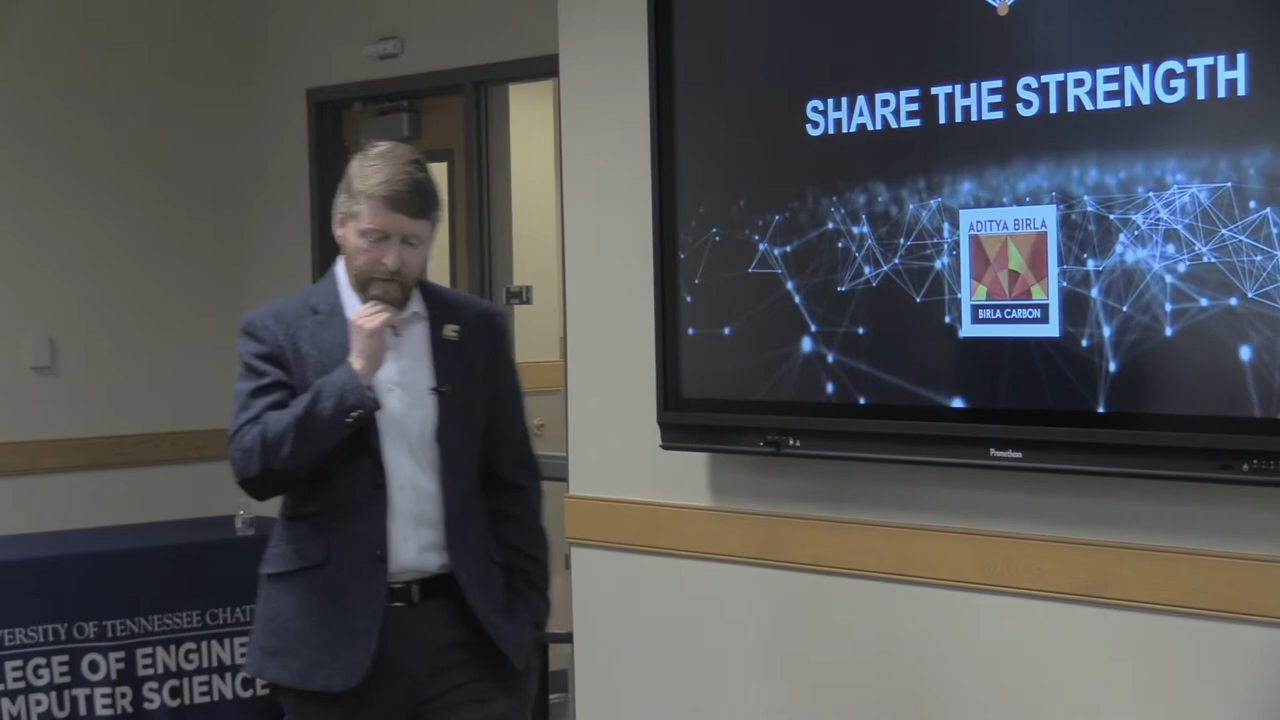 SHARE THE STRENGTH
ADITYA BIRLA
BIRLA CARBON
Promethean
VERSITY OF TENNESSEE CHAT
LEGE OF ENGINE
MPUTER SCIENCE